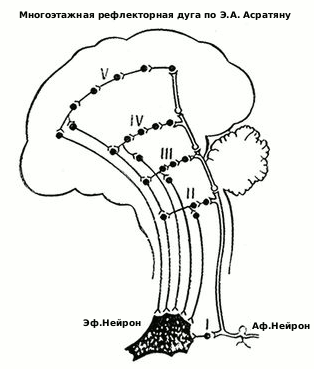 Многоэтажная рефлекторная дуга по Э.А. Асратяну
V
IV
III
II
I
Эф.Нейрон
Аф.Нейрон